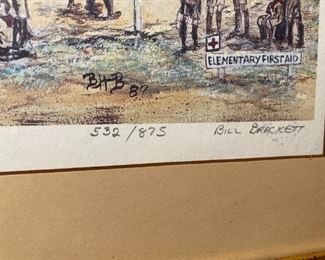 ELEMENTARY FIRST AID
BHB
87
532/875 BILL BRACKETT